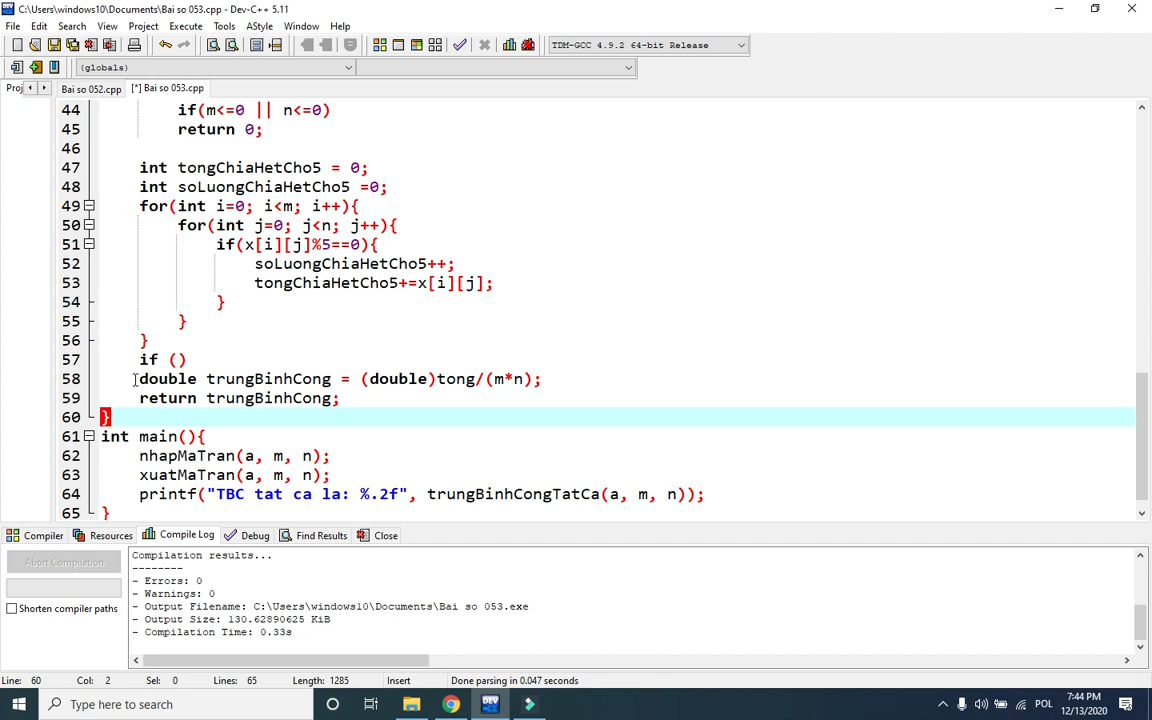 C:\Users\windows10\Documents\Bai so 053.cpp - Dev-C++ 5.11
File Edit Search View Project Execute Tools AStyle Window Help
TDM-GCC 4.9.2 64-bit Release
(globals)
Proj Bai so 052.cpp [*] Bai so 053.cpp
44 if(m<=0 || n<=0)
45 return 0;
46
47 int tongChiaHetCho5 = 0;
48 int soLuongChiaHetCho5 =0;
49 for(int i=0; i<m; i++){
50 for(int j=0; j<n; j++){
51 if(x[i][j]%5==0){
52 soLuongChiaHetCho5++;
53 tongChiaHetCho5+=x[i][j];
54 }
55 }
56 }
57 if ()
58 double trungBinhCong = (double)tong/(m*n);
59 return trungBinhCong;
60 }
61 int main(){
62 nhapMaTran(a, m, n);
63 xuatMaTran(a, m, n);
64 printf("TBC tat ca la: %.2f", trungBinhCongTatCa(a, m, n));
65 }
Compiler Resources Compile Log Debug Find Results Close
Abort Compilation
Shorten compiler paths
Compilation results...
--------
- Errors: 0
- Warnings: 0
- Output Filename: C:\Users\windows10\Documents\Bai so 053.exe
- Output Size: 130.62890625 KiB
- Compilation Time: 0.33s
Line: 60 Col: 2 Sel: 0 Lines: 65 Length: 1285 Insert Done parsing in 0.047 seconds
Type here to search
DEV
POL
7:44 PM
12/13/2020